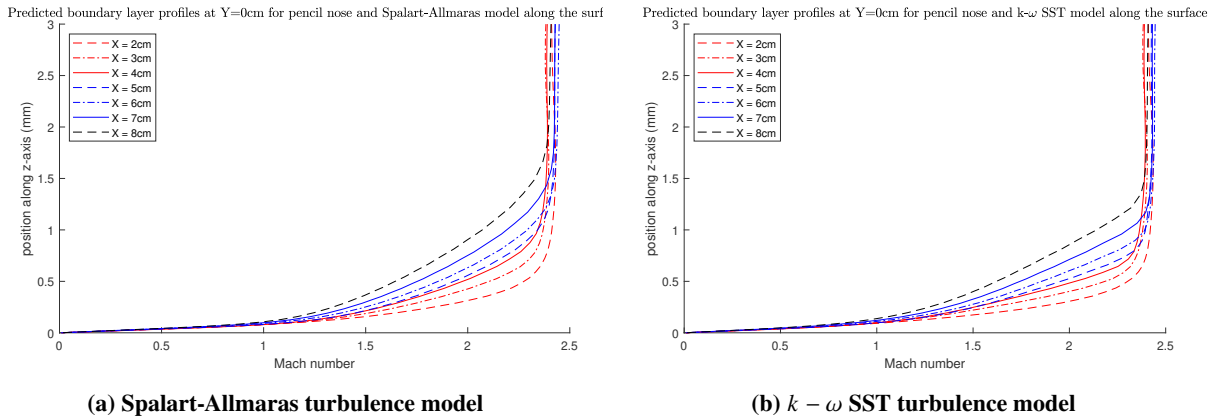 Predicted boundary layer profiles at Y=0cm for pencil nose and Spalart-Allmaras model along the surf
3
2.5
2
1.5
1
0.5
0
position along z-axis (mm)
X = 2cm
X = 3cm
X = 4cm
X = 5cm
X = 6cm
X = 7cm
X = 8cm
0 0.5 1 1.5 2 2.5
Mach number
(a) Spalart-Allmaras turbulence model
Predicted boundary layer profiles at Y=0cm for pencil nose and k-ω SST model along the surface
3
2.5
2
1.5
1
0.5
0
position along z-axis (mm)
X = 2cm
X = 3cm
X = 4cm
X = 5cm
X = 6cm
X = 7cm
X = 8cm
0 0.5 1 1.5 2 2.5
Mach number
(b) k − ω SST turbulence model